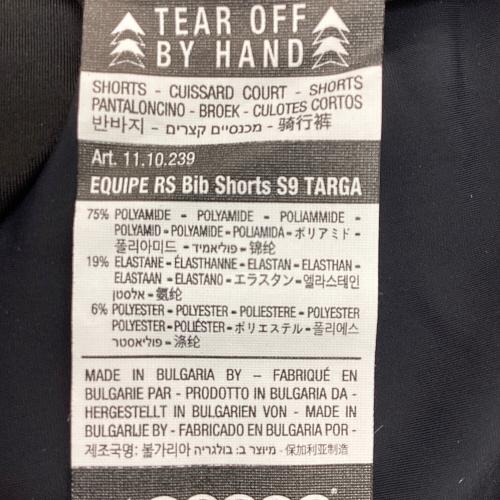 TEAR OFF
BY HAND
SHORTS - CUISSARD COURT - SHORTS
PANTALONCINO - BROEK - CULOTES CORTOS
반바지 - מכנסיים קצרים - 骑行裤
Art. 11.10.239
EQUIPE RS Bib Shorts S9 TARGA
75% POLYAMIDE - POLYAMIDE - POLIAMMIDE -
POLYAMID - POLYAMIDE - POLIAMIDA - ポリアミド -
폴리아미드 - פוליאמיד - 锦纶
19% ELASTANE - ÉLASTHANNE - ELASTAN - ELASTHAN -
ELASTAAN - ELASTANO - エラスタン - 엘라스테인
אלסטן - 氨纶
6% POLYESTER - POLYESTER - POLIESTERE - POLYESTER
POLYESTER - POLIÉSTER - ポリエステル - 폴리에스
פוליאסטר - 涤纶
MADE IN BULGARIA BY - FABRIQUÉ EN
BULGARIE PAR - PRODOTTO IN BULGARIA DA -
HERGESTELLT IN BULGARIEN VON - MADE IN
BULGARIJE BY - FABRICADO EN BULGARIA POR -
제조국명: 불가리아 - מיוצר ב: בולגריה - 保加利亚制造